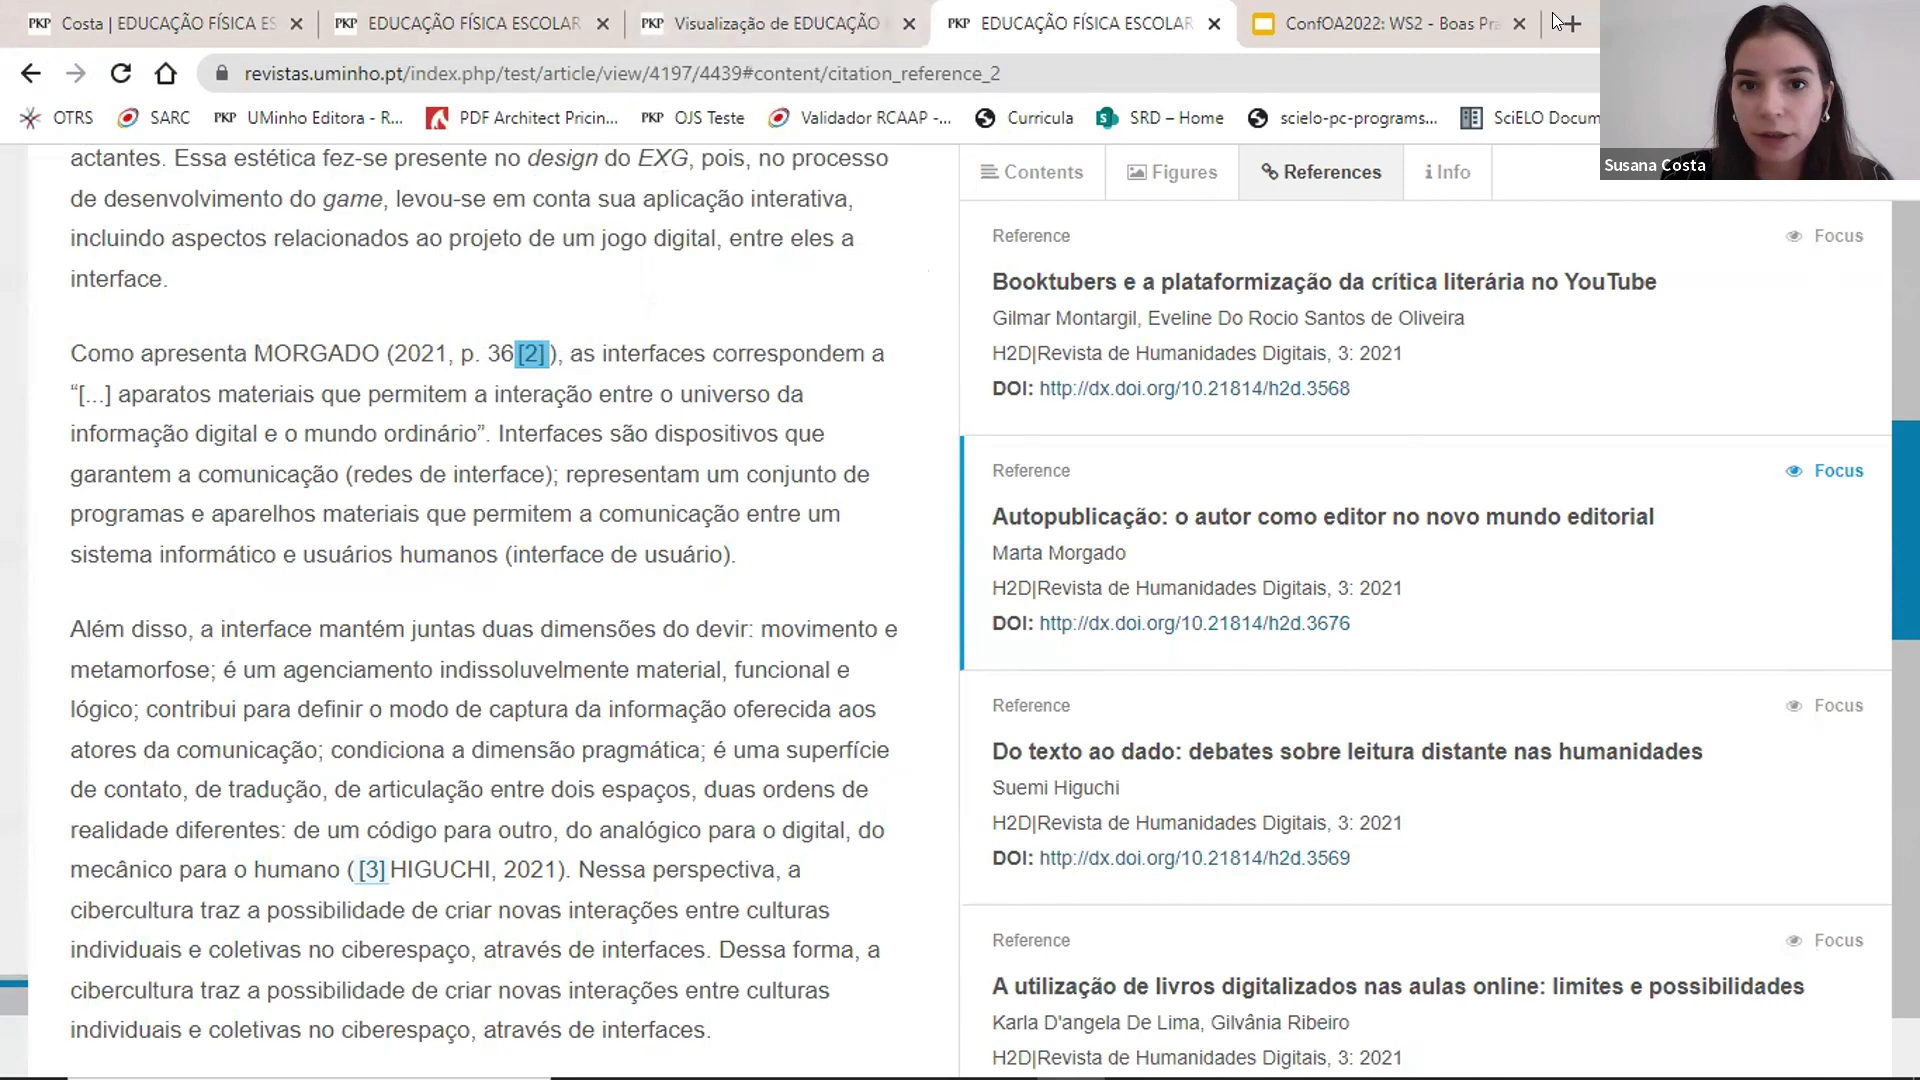 Costa | EDUCAÇÃO FÍSICA ES
EDUCAÇÃO FÍSICA ESCOLAR
Visualização de EDUCAÇÃO
EDUCAÇÃO FÍSICA ESCOLAR
ConfOA2022: WS2 - Boas Pra
revistas.uminho.pt/index.php/test/article/view/4197/4439#content/citation_reference_2
OTRS
SARC
PKP UMinho Editora - R...
PDF Architect Pricin...
PKP OJS Teste
Validador RCAAP -...
Curricula
SRD – Home
scielo-pc-programs...
SciELO Docum
Susana Costa
actantes. Essa estética fez-se presente no design do EXG, pois, no processo
de desenvolvimento do game, levou-se em conta sua aplicação interativa,
incluindo aspectos relacionados ao projeto de um jogo digital, entre eles a
interface.
Como apresenta MORGADO (2021, p. 36[2]), as interfaces correspondem a
“[...] aparatos materiais que permitem a interação entre o universo da
informação digital e o mundo ordinário”. Interfaces são dispositivos que
garantem a comunicação (redes de interface); representam um conjunto de
programas e aparelhos materiais que permitem a comunicação entre um
sistema informático e usuários humanos (interface de usuário).
Além disso, a interface mantém juntas duas dimensões do devir: movimento e
metamorfose; é um agenciamento indissoluvelmente material, funcional e
lógico; contribui para definir o modo de captura da informação oferecida aos
atores da comunicação; condiciona a dimensão pragmática; é uma superfície
de contato, de tradução, de articulação entre dois espaços, duas ordens de
realidade diferentes: de um código para outro, do analógico para o digital, do
mecânico para o humano ([3]HIGUCHI, 2021). Nessa perspectiva, a
cibercultura traz a possibilidade de criar novas interações entre culturas
individuais e coletivas no ciberespaço, através de interfaces. Dessa forma, a
cibercultura traz a possibilidade de criar novas interações entre culturas
individuais e coletivas no ciberespaço, através de interfaces.
Contents
Figures
References
Info
Reference Focus
Booktubers e a plataformização da crítica literária no YouTube
Gilmar Montargil, Eveline Do Rocio Santos de Oliveira
H2D|Revista de Humanidades Digitais, 3: 2021
DOI: http://dx.doi.org/10.21814/h2d.3568
Reference Focus
Autopublicação: o autor como editor no novo mundo editorial
Marta Morgado
H2D|Revista de Humanidades Digitais, 3: 2021
DOI: http://dx.doi.org/10.21814/h2d.3676
Reference Focus
Do texto ao dado: debates sobre leitura distante nas humanidades
Suemi Higuchi
H2D|Revista de Humanidades Digitais, 3: 2021
DOI: http://dx.doi.org/10.21814/h2d.3569
Reference Focus
A utilização de livros digitalizados nas aulas online: limites e possibilidades
Karla D'angela De Lima, Gilvânia Ribeiro
H2D|Revista de Humanidades Digitais, 3: 2021